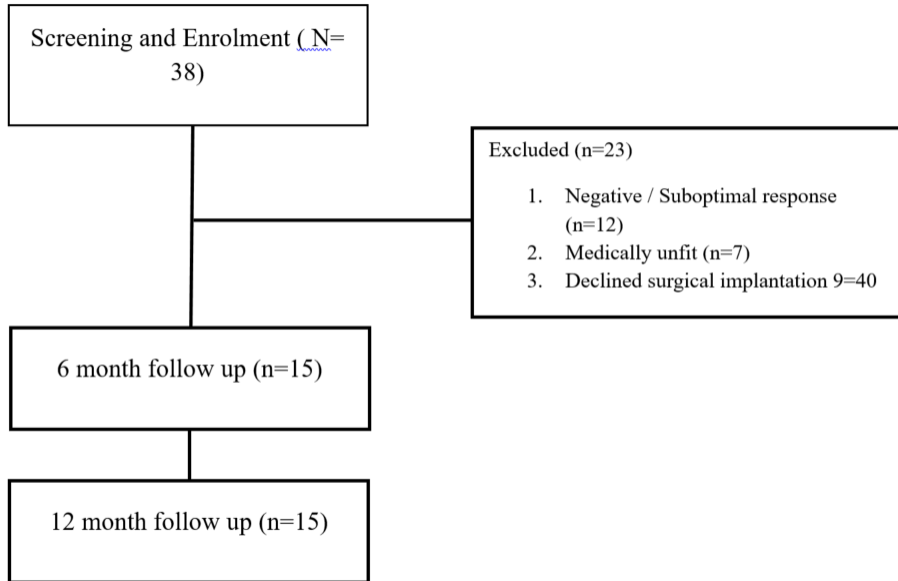 Screening and Enrolment ( N=
38)
Excluded (n=23)
1. Negative / Suboptimal response
(n=12)
2. Medically unfit (n=7)
3. Declined surgical implantation 9=40
6 month follow up (n=15)
12 month follow up (n=15)